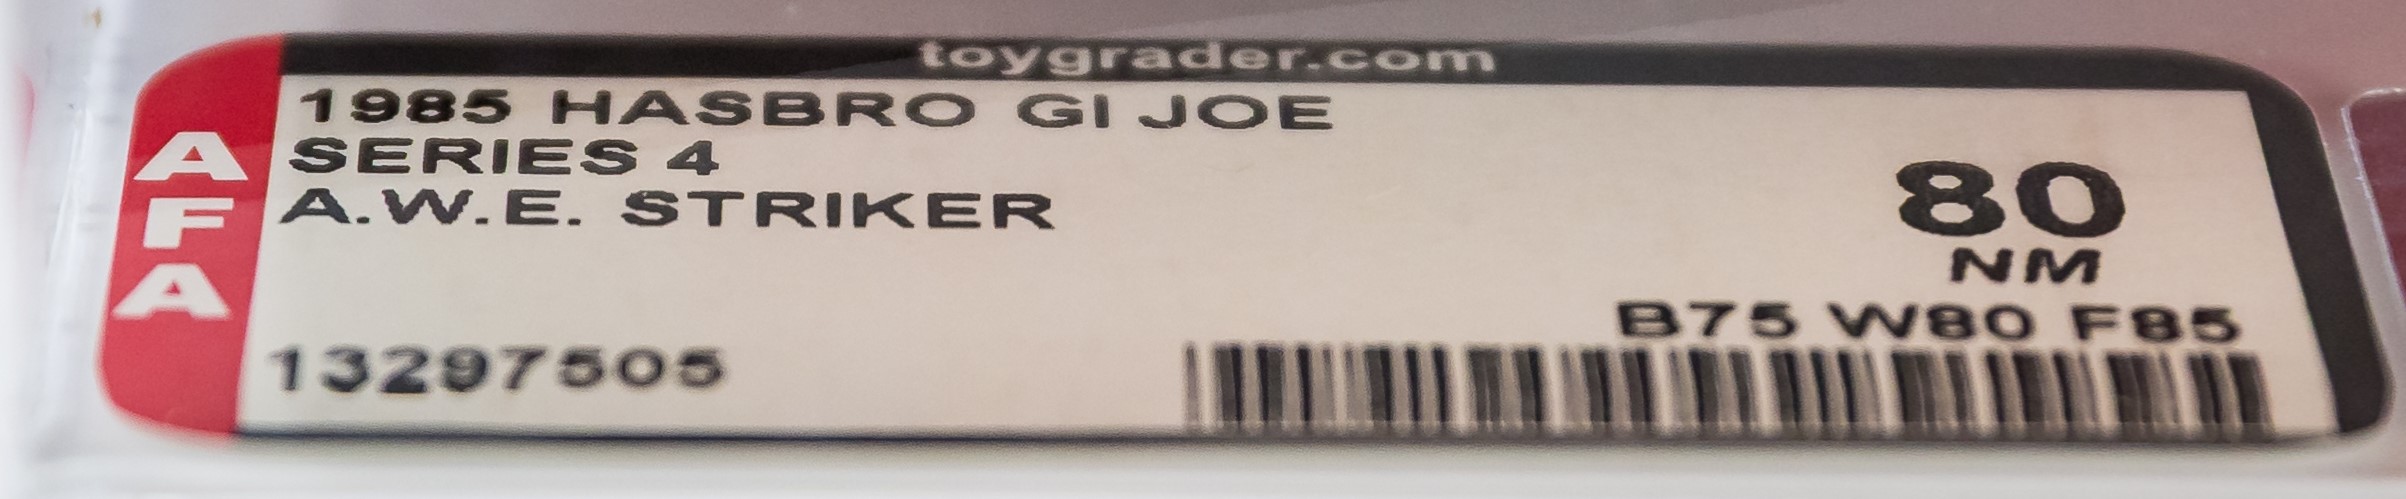 toygrader.com
AFA
1985 HASBRO GI JOE
SERIES 4
A.W.E. STRIKER
80
NM
B75 W80 F85
13297505